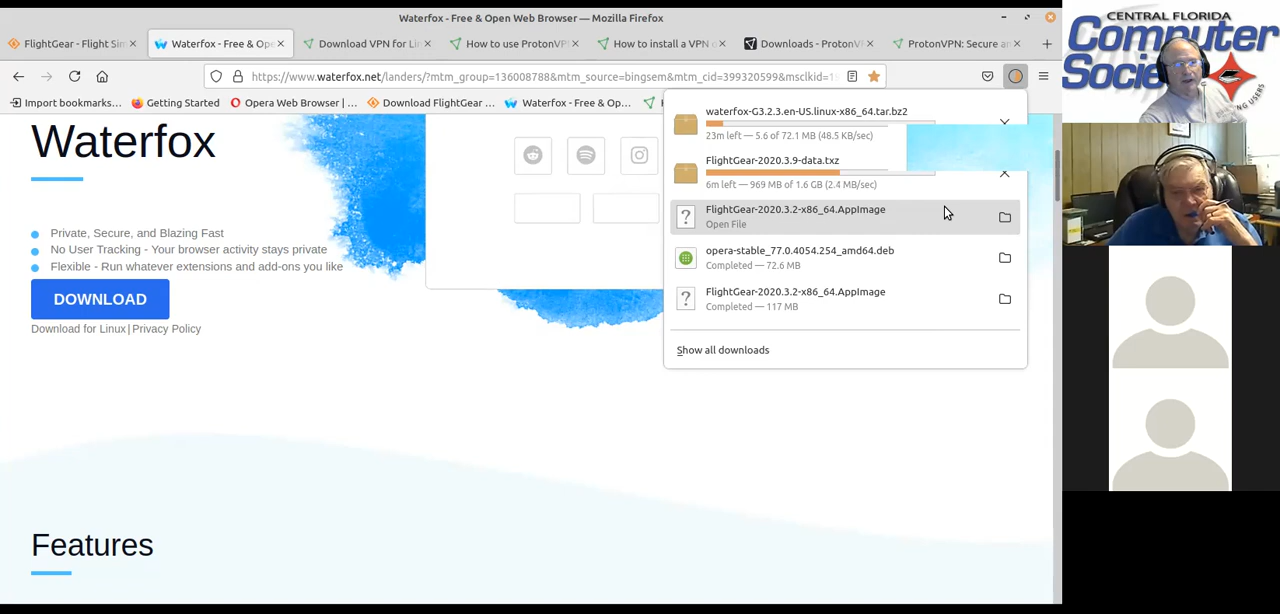 Waterfox - Free & Open Web Browser — Mozilla Firefox
FlightGear - Flight Sim
Waterfox - Free & Ope
Download VPN for Li
How to use ProtonVP
How to install a VPN
Downloads - ProtonV
ProtonVPN: Secure an
https://www.waterfox.net/landers/?mtm_group=136008788&mtm_source=bingsem&mtm_cid=399320599&msclkid=1
Import bookmarks...
Getting Started
Opera Web Browser | ...
Download FlightGear ...
Waterfox - Free & Op...
Waterfox
Private, Secure, and Blazing Fast
No User Tracking - Your browser activity stays private
Flexible - Run whatever extensions and add-ons you like
DOWNLOAD
Download for Linux | Privacy Policy
Features
waterfox-G3.2.3.en-US.linux-x86_64.tar.bz2
23m left — 5.6 of 72.1 MB (48.5 KB/sec)
FlightGear-2020.3.9-data.txz
6m left — 969 MB of 1.6 GB (2.4 MB/sec)
FlightGear-2020.3.2-x86_64.AppImage
Open File
opera-stable_77.0.4054.254_amd64.deb
Completed — 72.6 MB
FlightGear-2020.3.2-x86_64.AppImage
Completed — 117 MB
Show all downloads
CENTRAL FLORIDA
Computer
Socie
USERS